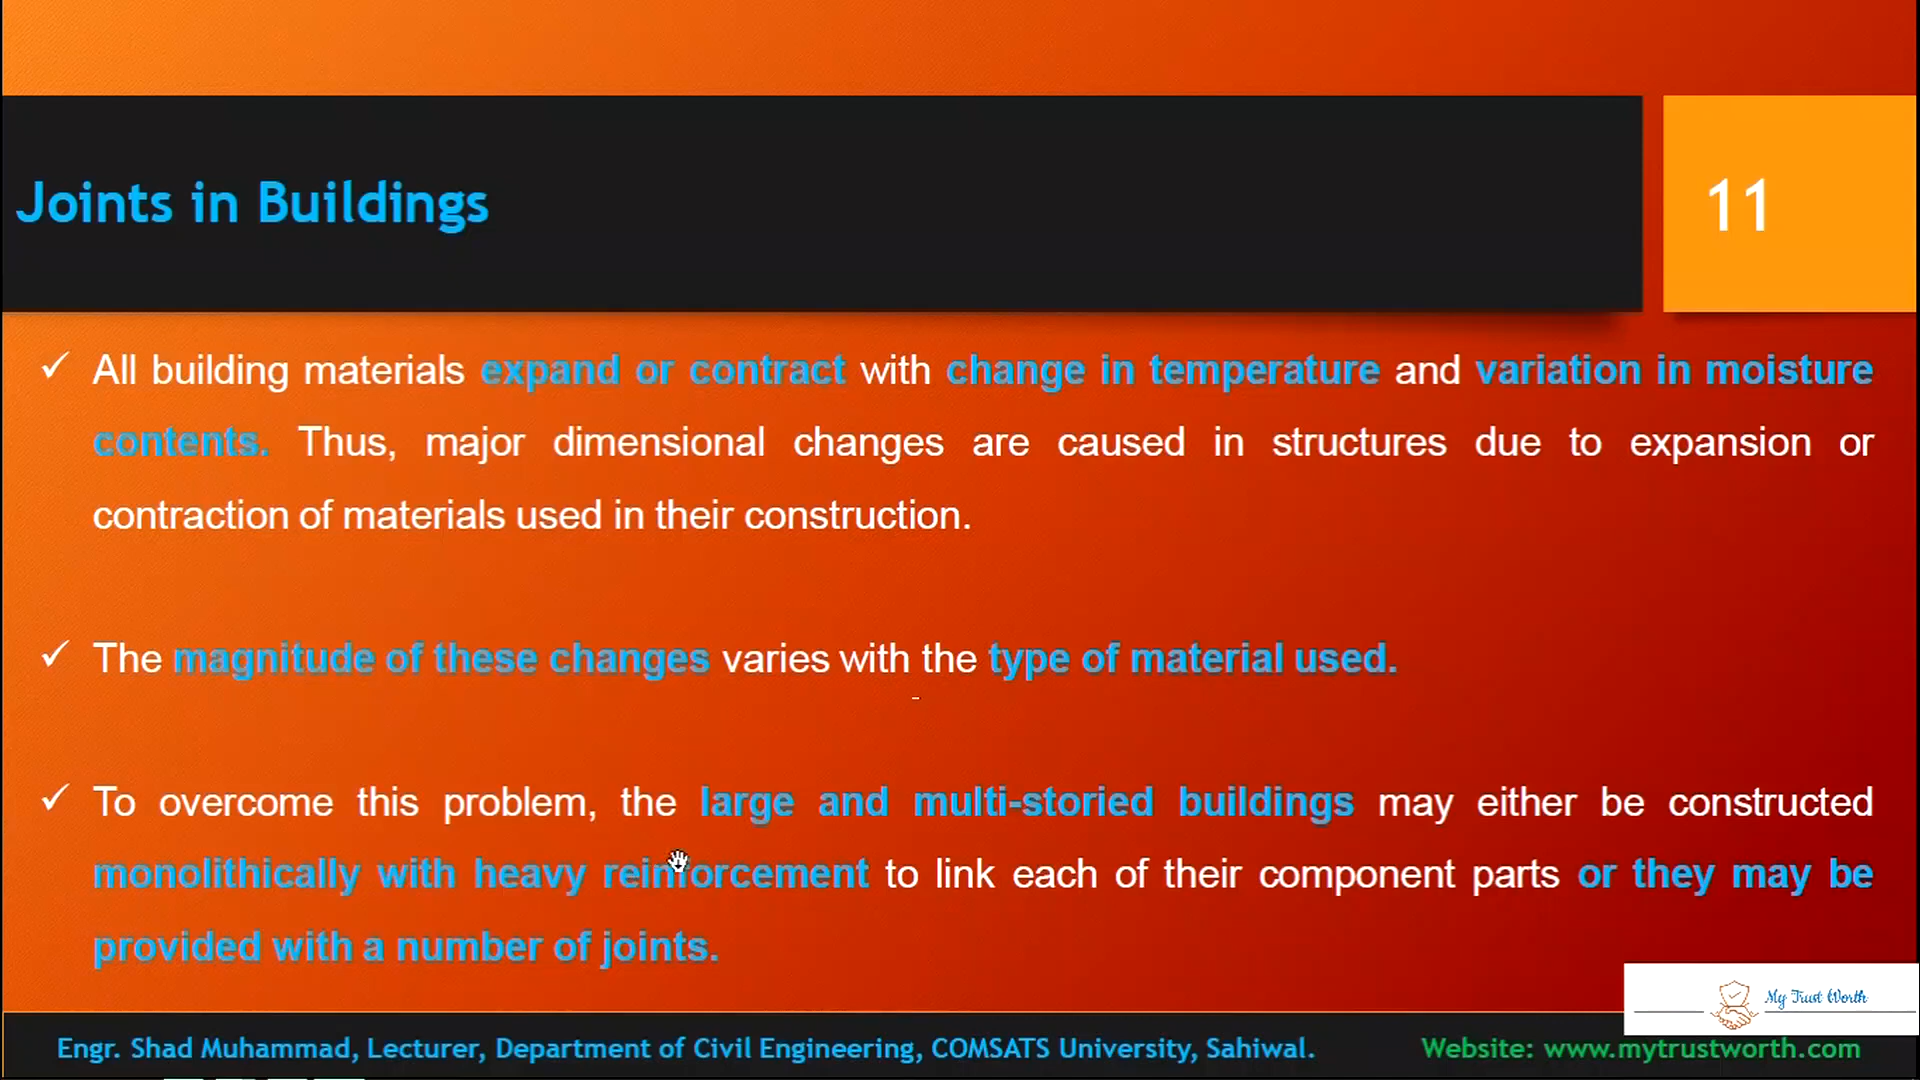 Joints in Buildings
11
✓ All building materials expand or contract with change in temperature and variation in moisture
contents. Thus, major dimensional changes are caused in structures due to expansion or
contraction of materials used in their construction.
✓ The magnitude of these changes varies with the type of material used.
✓ To overcome this problem, the large and multi-storied buildings may either be constructed
monolithically with heavy reinforcement to link each of their component parts or they may be
provided with a number of joints.
My Trust Worth
Engr. Shad Muhammad, Lecturer, Department of Civil Engineering, COMSATS University, Sahiwal.
Website: www.mytrustworth.com